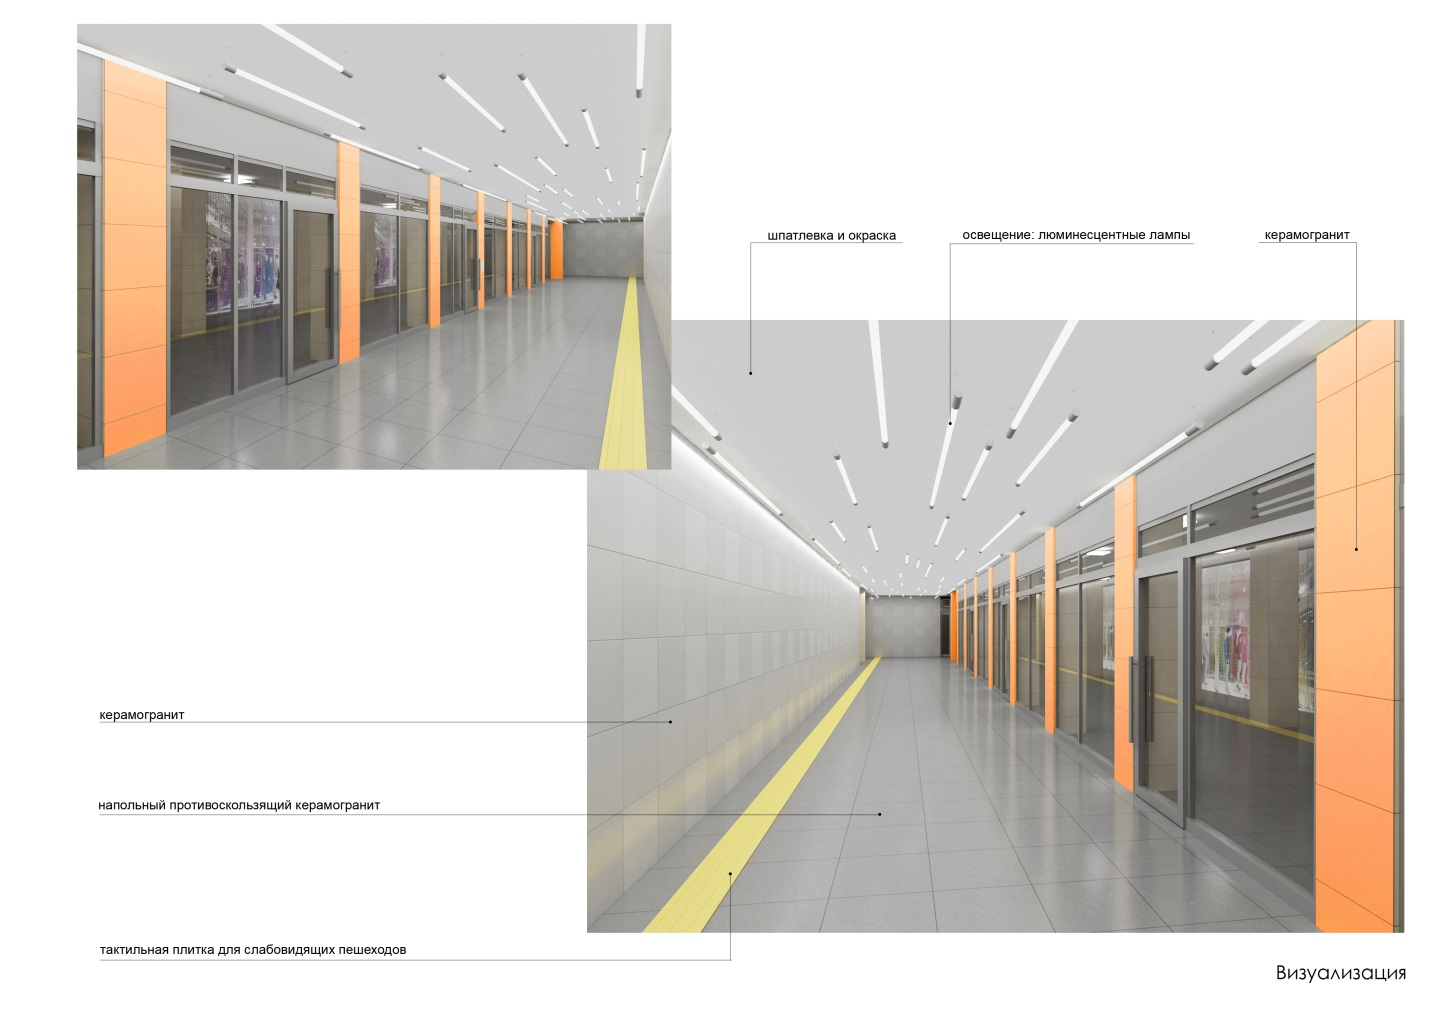 шпатлевка и окраска
освещение: люминесцентные лампы
керамогранит
керамогранит
напольный противоскользящий керамогранит
тактильная плитка для слабовидящих пешеходов
Визуализация